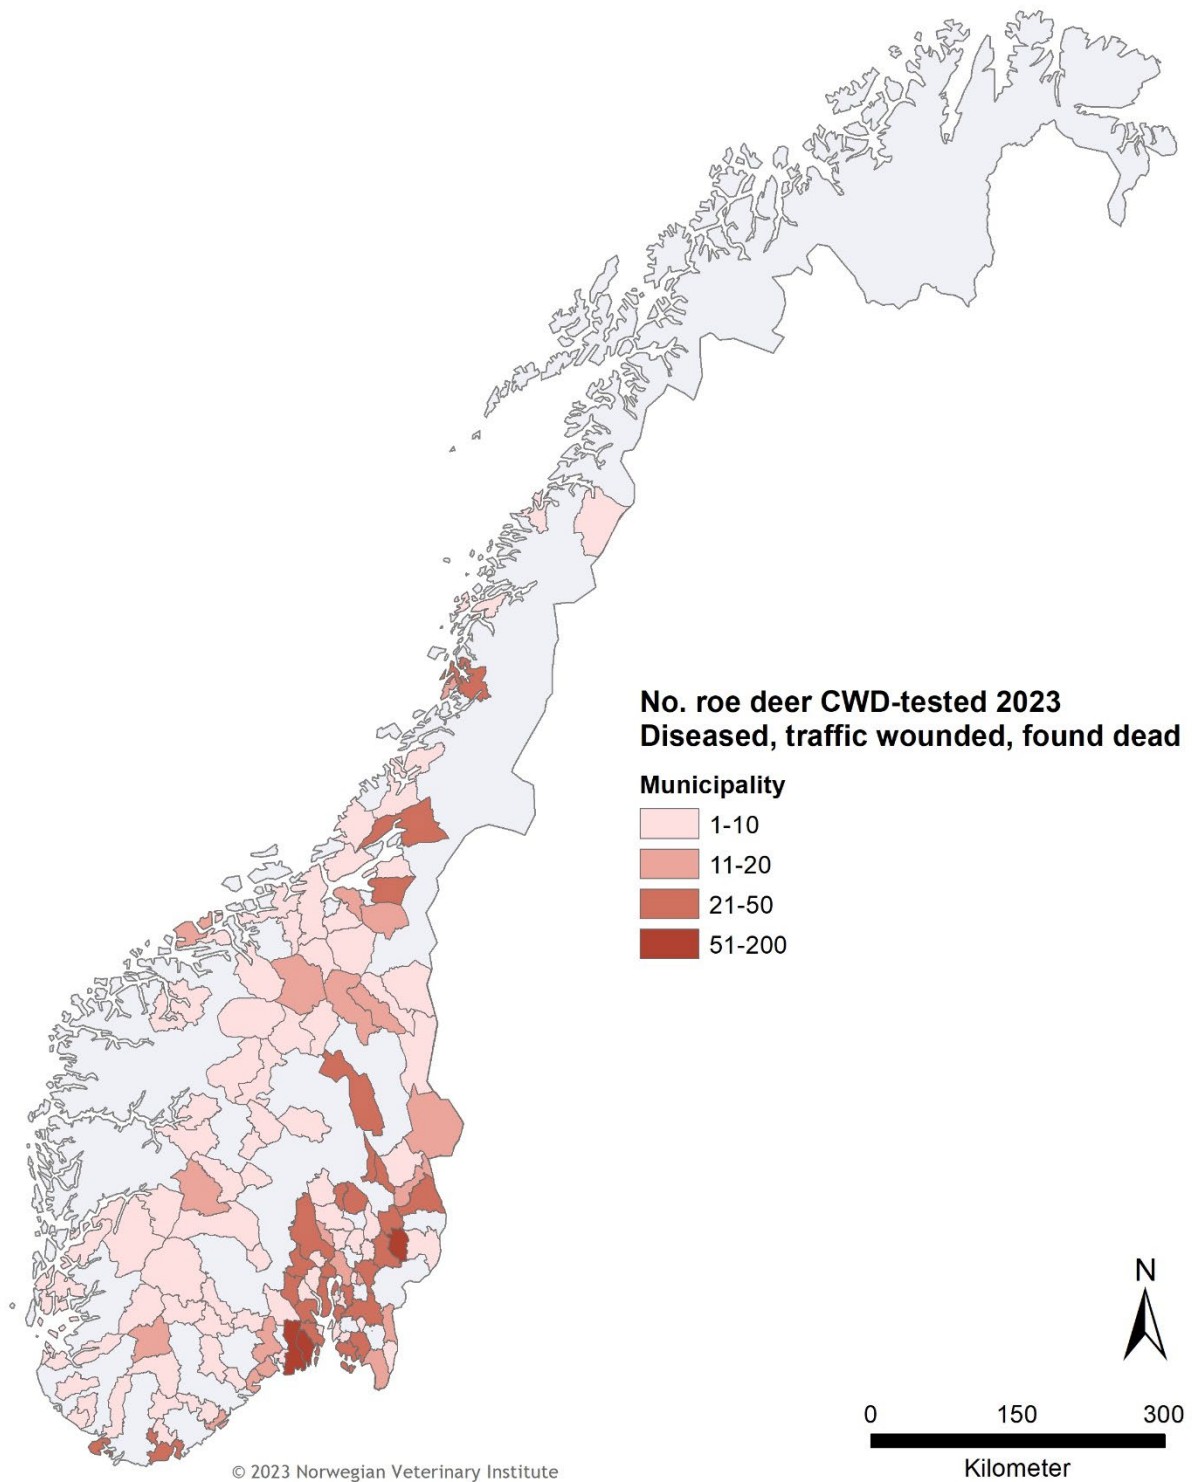 No. roe deer CWD-tested 2023
Diseased, traffic wounded, found dead
Municipality
1-10
11-20
21-50
51-200
N
0 150 300
Kilometer
© 2023 Norwegian Veterinary Institute